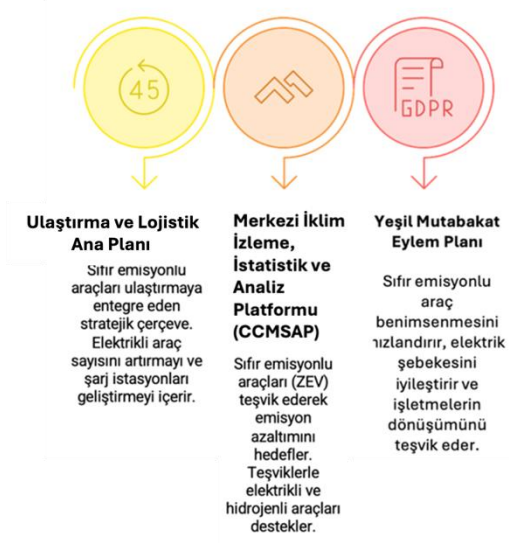 45
GDPR
Ulaştırma ve Lojistik
Ana Planı
Sıfır emisyonlu
araçları ulaştırmaya
entegre eden
stratejik çerçeve.
Elektrikli araç
sayısını artırmayı ve
şarj istasyonları
geliştirmeyi içerir.
Merkezi İklim
İzleme,
İstatistik ve
Analiz
Platformu
(CCMSAP)
Sıfır emisyonlu
araçları (ZEV)
teşvik ederek
emisyon
azaltımını
hedefler.
Teşviklerle
elektrikli ve
hidrojenli araçları
destekler.
Yeşil Mutabakat
Eylem Planı
Sıfır emisyonlu
araç
benimsenmesini
hızlandırır, elektrik
şebekesini
iyileştirir ve
işletmelerin
dönüşümünü
teşvik eder.